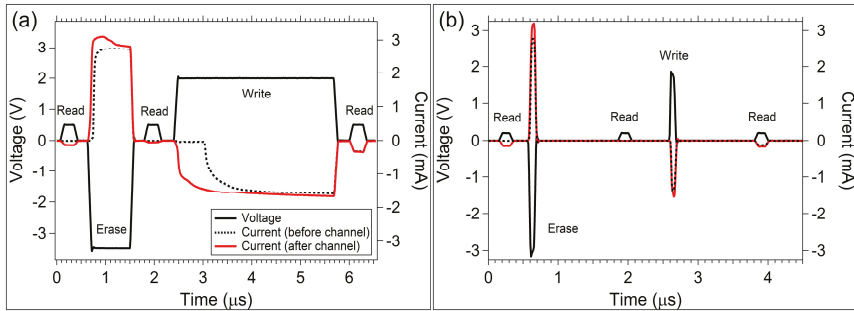 (a)
Voltage (V)
3
2
1
0
-1
-2
-3
Read
Erase
Read
Write
Read
Voltage
Current (before channel)
Current (after channel)
3
2
1
0
-1
-2
-3
Current (mA)
0 1 2 3 4 5 6
Time (μs)
(b)
Voltage (V)
3
2
1
0
-1
-2
-3
Read
Erase
Read
Write
Read
3
2
1
0
-1
-2
-3
Current (mA)
0 1 2 3 4
Time (μs)